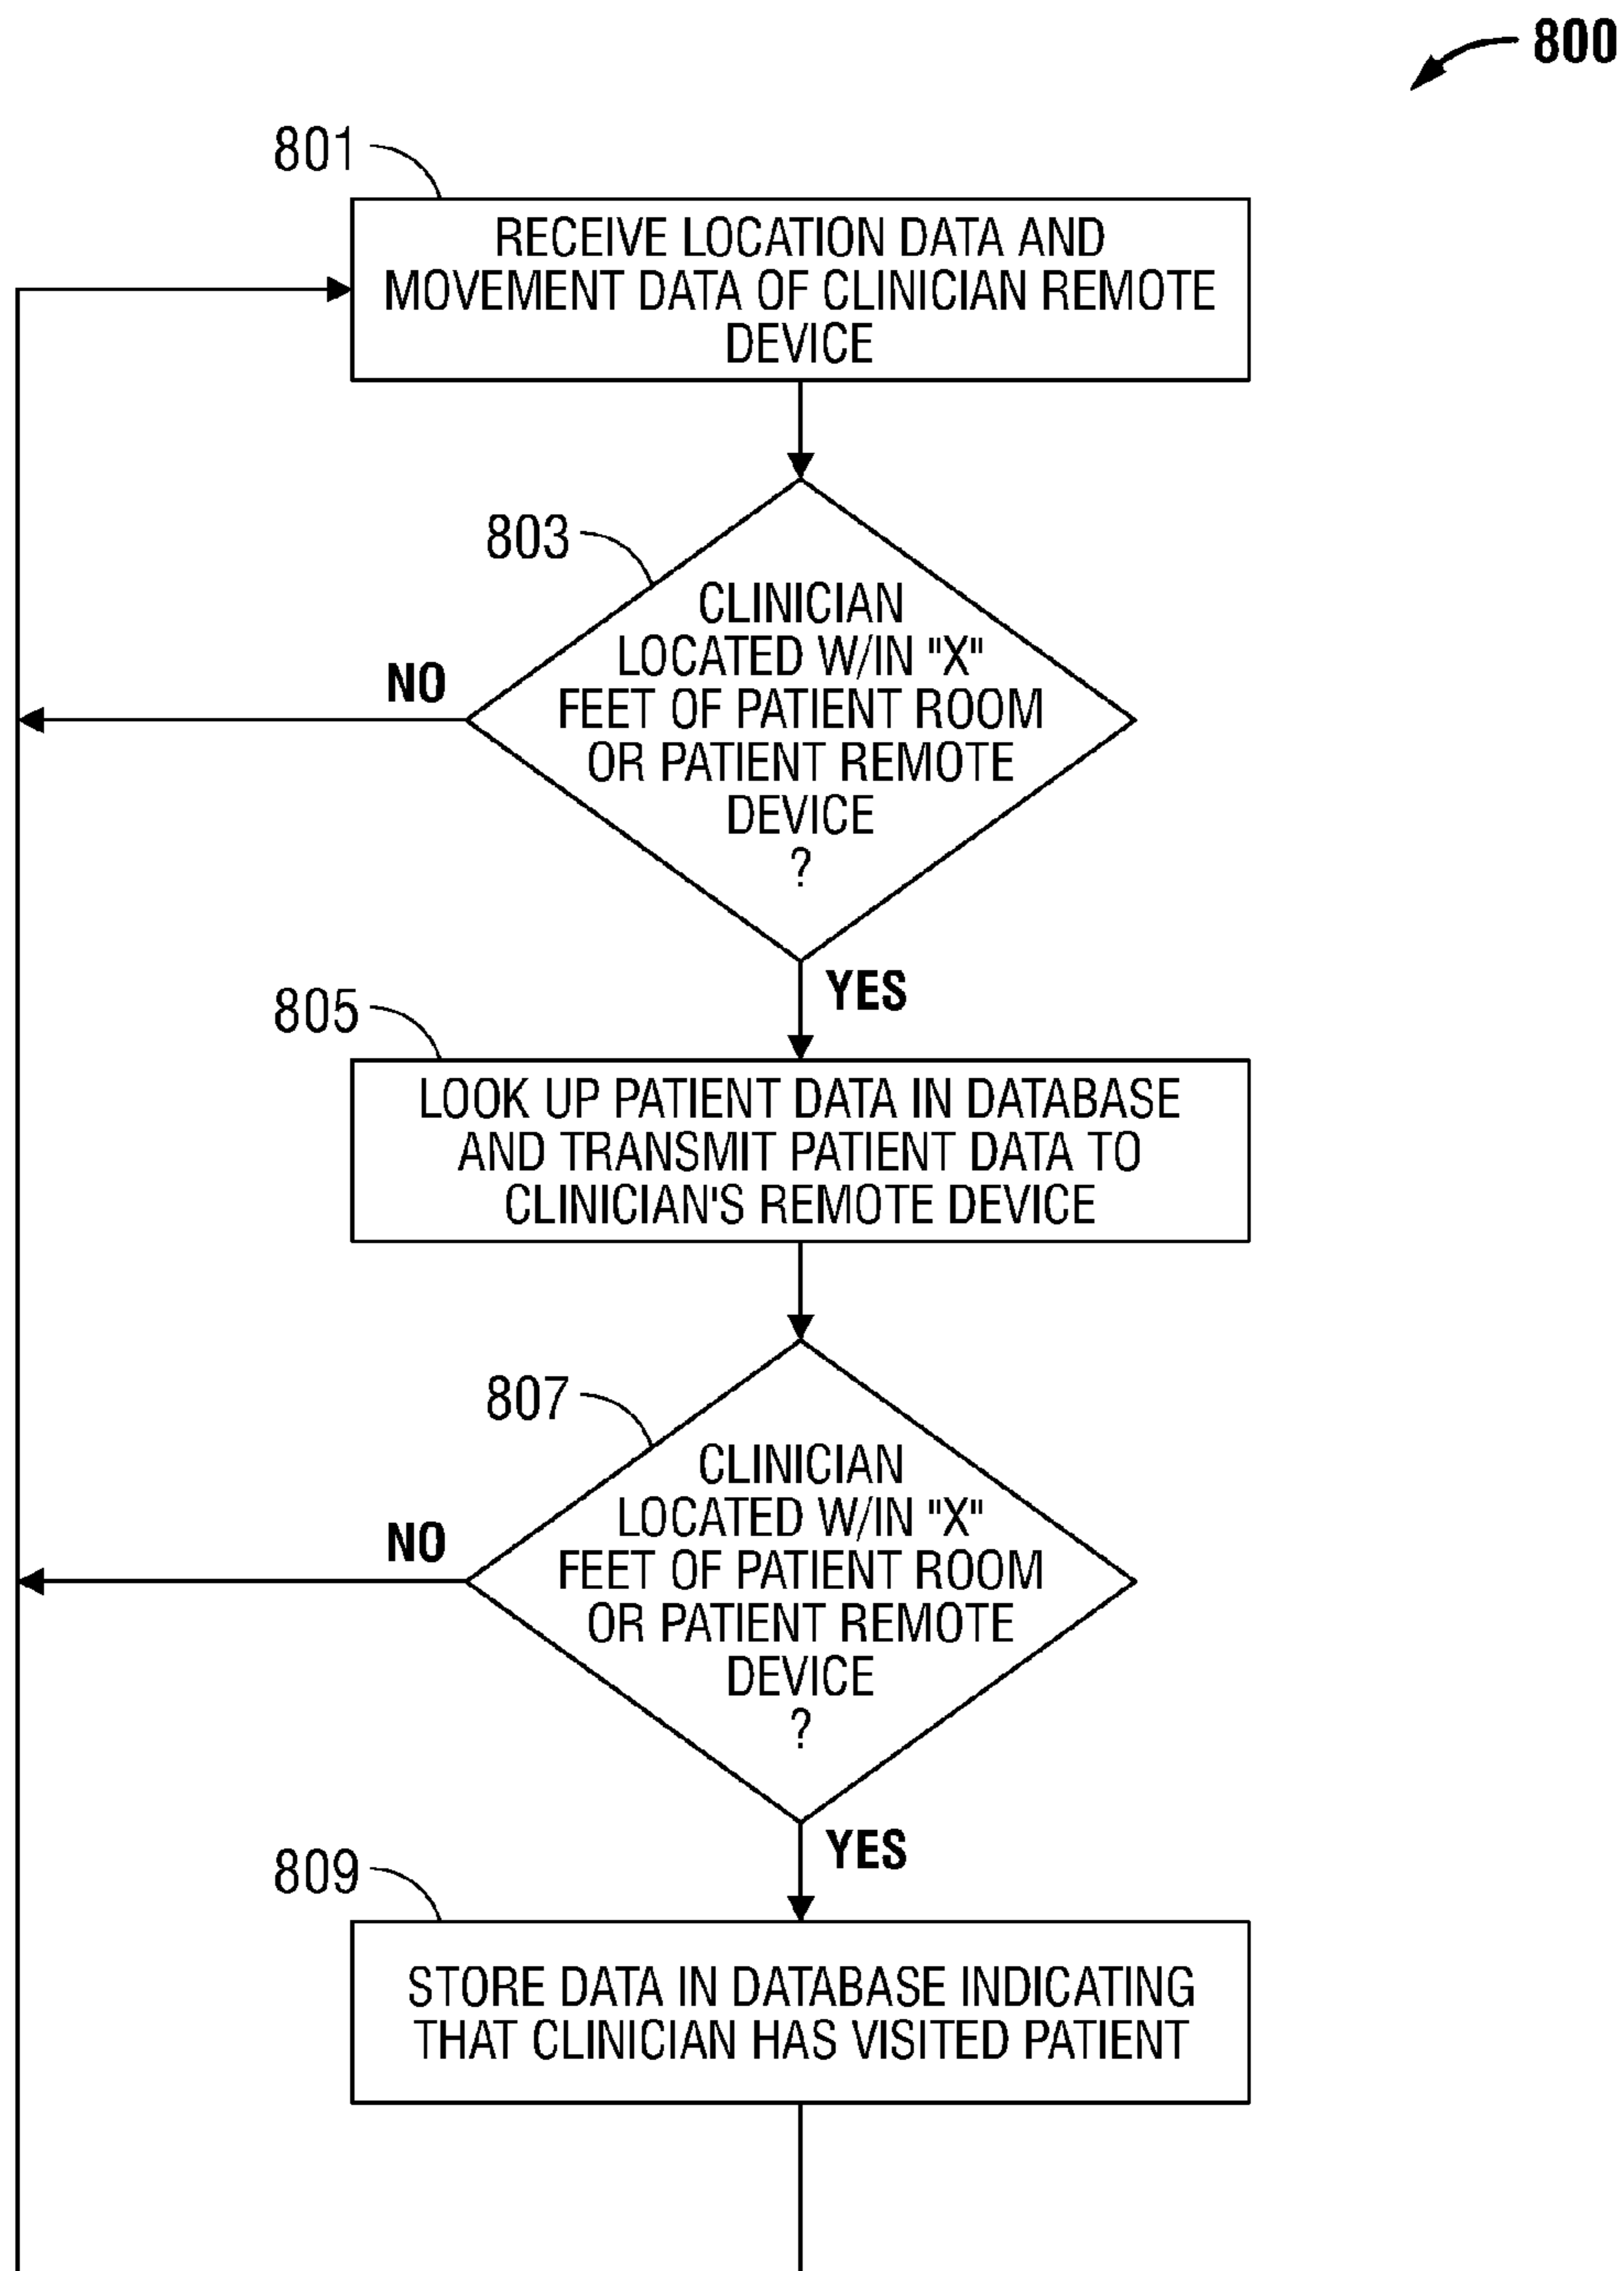 800
801
RECEIVE LOCATION DATA AND
MOVEMENT DATA OF CLINICIAN REMOTE
DEVICE
803
CLINICIAN
LOCATED W/IN "X"
FEET OF PATIENT ROOM
OR PATIENT REMOTE
DEVICE
?
NO
YES
805
LOOK UP PATIENT DATA IN DATABASE
AND TRANSMIT PATIENT DATA TO
CLINICIAN'S REMOTE DEVICE
807
CLINICIAN
LOCATED W/IN "X"
FEET OF PATIENT ROOM
OR PATIENT REMOTE
DEVICE
?
NO
YES
809
STORE DATA IN DATABASE INDICATING
THAT CLINICIAN HAS VISITED PATIENT